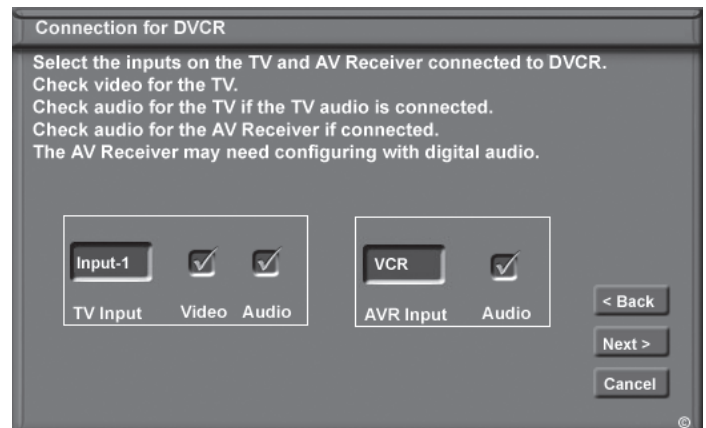 Connection for DVCR
Select the inputs on the TV and AV Receiver connected to DVCR.
Check video for the TV.
Check audio for the TV if the TV audio is connected.
Check audio for the AV Receiver if connected.
The AV Receiver may need configuring with digital audio.
Input-1
TV Input Video Audio
VCR
AVR Input Audio
< Back
Next >
Cancel
©